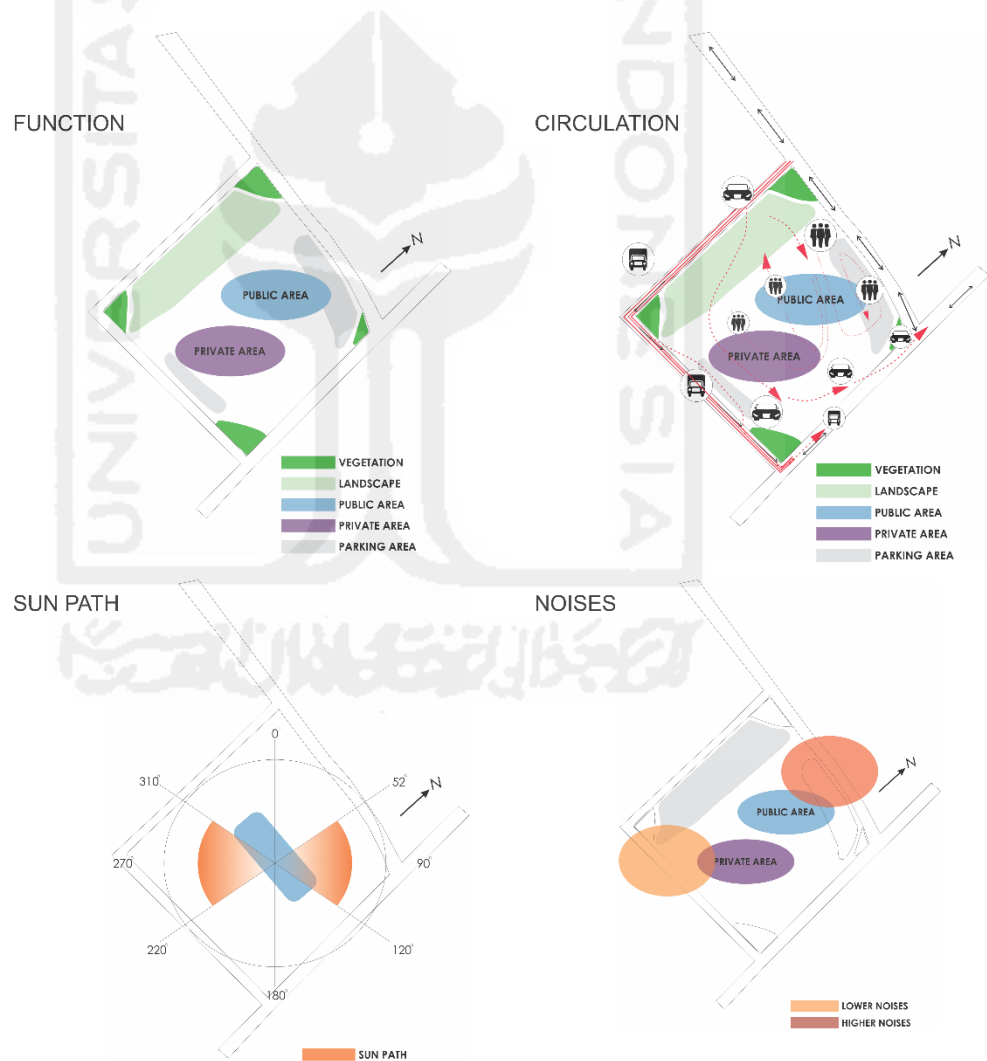 UNIVERSITAS
NDONESIA
FUNCTION
N
PUBLIC AREA
PRIVATE AREA
VEGETATION
LANDSCAPE
PUBLIC AREA
PRIVATE AREA
PARKING AREA
CIRCULATION
N
PUBLIC AREA
PRIVATE AREA
VEGETATION
LANDSCAPE
PUBLIC AREA
PRIVATE AREA
PARKING AREA
SUN PATH
0°
310°
52°
N
270°
90°
220°
120°
180°
SUN PATH
NOISES
N
PUBLIC AREA
PRIVATE AREA
LOWER NOISES
HIGHER NOISES